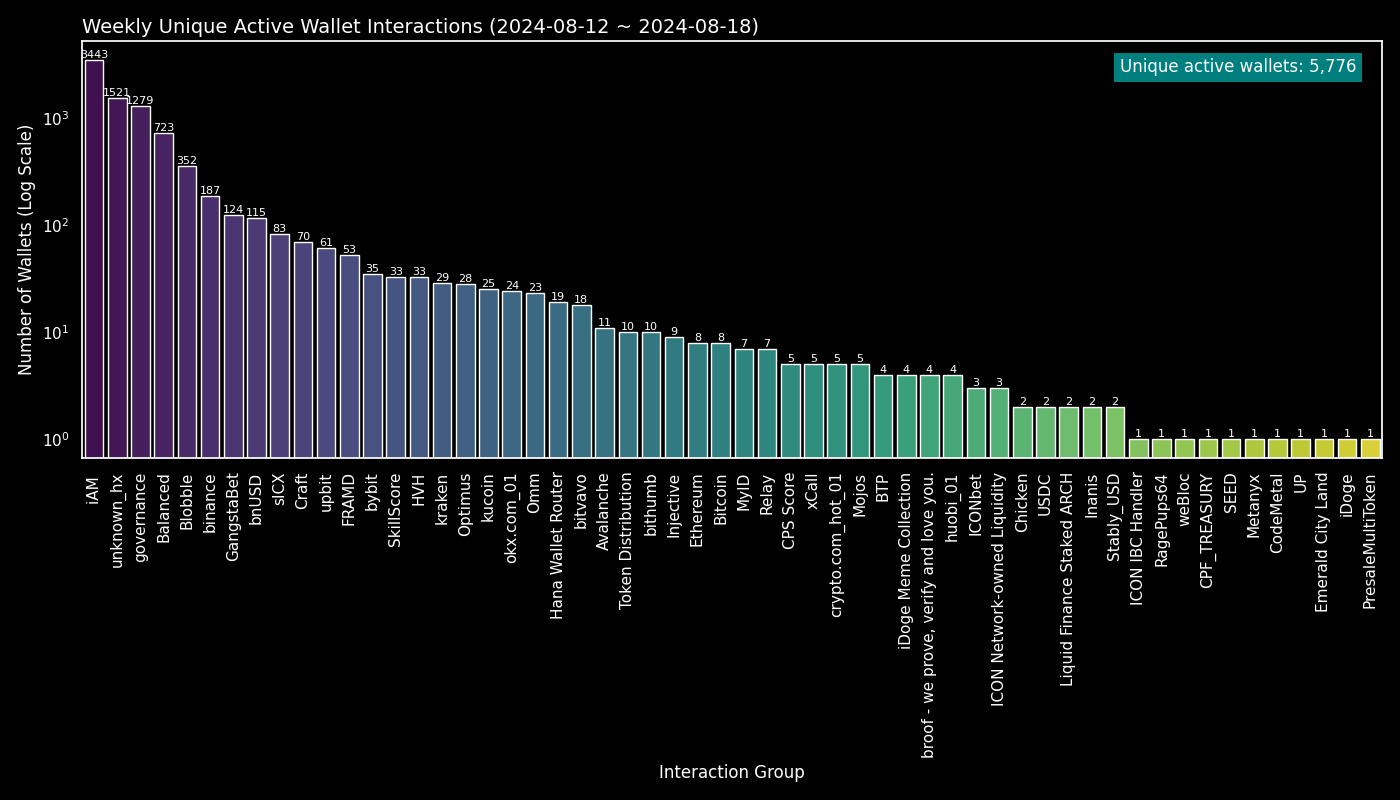 Weekly Unique Active Wallet Interactions (2024-08-12 ~ 2024-08-18)
Unique active wallets: 5,776
Number of Wallets (Log Scale)
10^3
10^2
10^1
10^0
3443
1521
1279
723
352
187
124
115
83
70
61
53
35
33
33
29
28
25
24
23
19
18
11
10
10
9
8
8
7
7
5
5
5
5
4
4
4
4
3
3
2
2
2
2
2
1
1
1
1
1
1
1
1
1
1
1
iAM
unknown_hx
governance
Balanced
Blobble
binance
GangstaBet
bnUSD
sICX
Craft
upbit
FRAMD
bybit
SkillScore
HVH
kraken
Optimus
kucoin
okx.com_01
Omm
Hana Wallet Router
bitvavo
Avalanche
Token Distribution
bithumb
Injective
Ethereum
Bitcoin
MyID
Relay
CPS Score
xCall
crypto.com_hot_01
Mojos
BTP
iDoge Meme Collection
broof - we prove, verify and love you.
huobi_01
ICONbet
ICON Network-owned Liquidity
Chicken
USDC
Liquid Finance Staked ARCH
Inanis
Stably_USD
ICON IBC Handler
RagePups64
weBloc
CPF_TREASURY
SEED
Metanyx
CodeMetal
UP
Emerald City Land
iDoge
PresaleMultiToken
Interaction Group